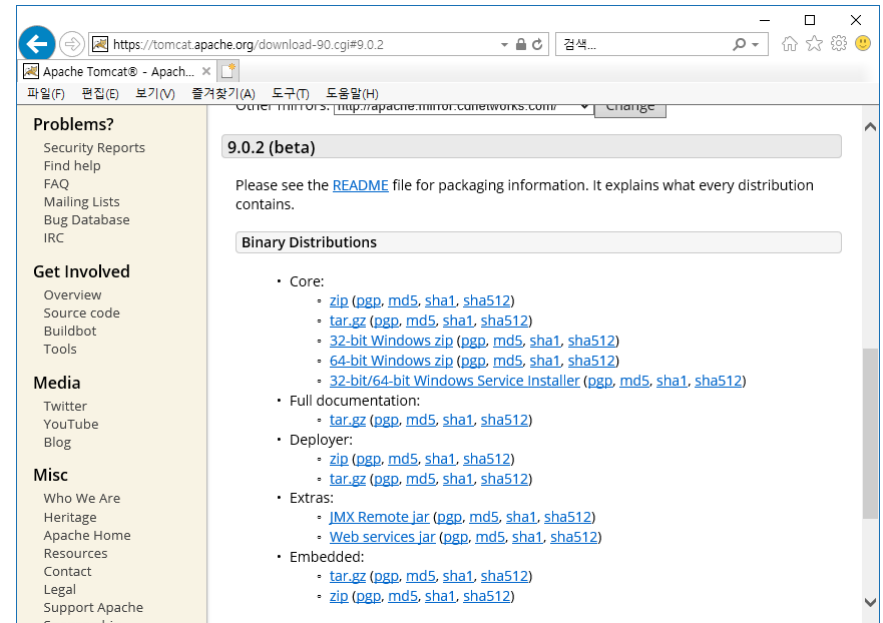 https://tomcat.apache.org/download-90.cgi#9.0.2
검색...
Apache Tomcat® - Apach...
파일(F) 편집(E) 보기(V) 즐겨찾기(A) 도구(T) 도움말(H)
Other mirrors: http://apache.mirror.cdnetworks.com/ Change
Problems?
Security Reports
Find help
FAQ
Mailing Lists
Bug Database
IRC
Get Involved
Overview
Source code
Buildbot
Tools
Media
Twitter
YouTube
Blog
Misc
Who We Are
Heritage
Apache Home
Resources
Contact
Legal
Support Apache
9.0.2 (beta)
Please see the README file for packaging information. It explains what every distribution
contains.
Binary Distributions
• Core:
◦ zip (pgp, md5, sha1, sha512)
◦ tar.gz (pgp, md5, sha1, sha512)
◦ 32-bit Windows zip (pgp, md5, sha1, sha512)
◦ 64-bit Windows zip (pgp, md5, sha1, sha512)
◦ 32-bit/64-bit Windows Service Installer (pgp, md5, sha1, sha512)
• Full documentation:
◦ tar.gz (pgp, md5, sha1, sha512)
• Deployer:
◦ zip (pgp, md5, sha1, sha512)
◦ tar.gz (pgp, md5, sha1, sha512)
• Extras:
◦ JMX Remote jar (pgp, md5, sha1, sha512)
◦ Web services jar (pgp, md5, sha1, sha512)
• Embedded:
◦ tar.gz (pgp, md5, sha1, sha512)
◦ zip (pgp, md5, sha1, sha512)